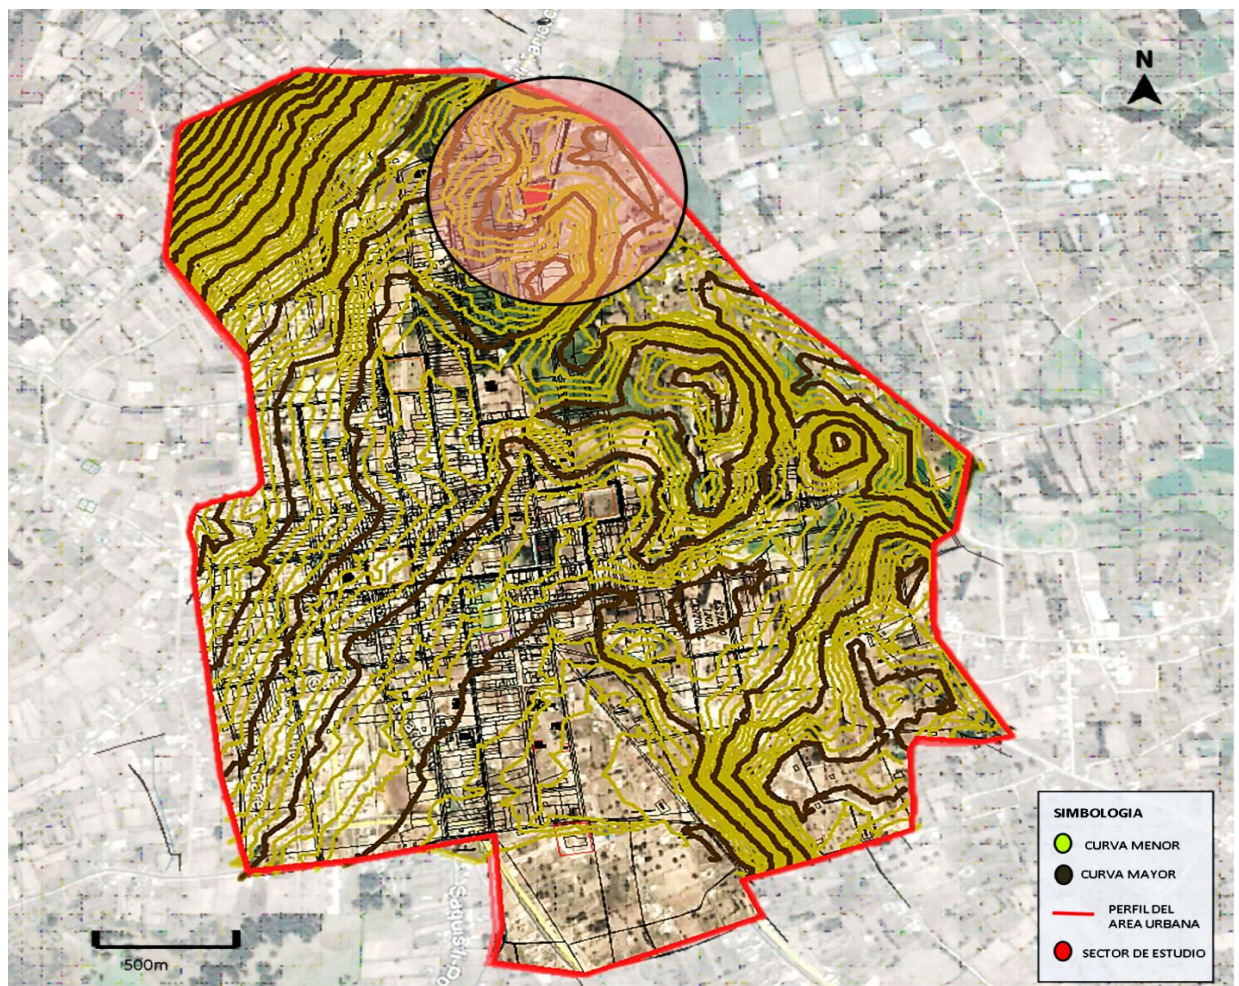 N
SIMBOLOGIA
CURVA MENOR
CURVA MAYOR
PERFIL DEL
AREA URBANA
SECTOR DE ESTUDIO
500m